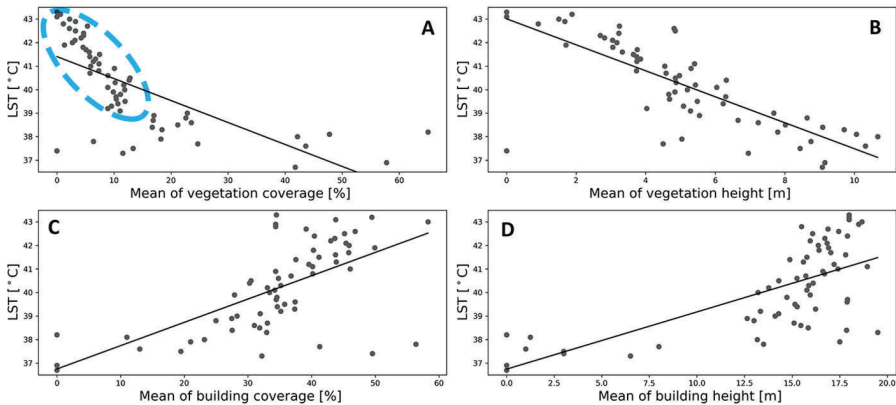 A
LST [°C]
43
42
41
40
39
38
37
0 10 20 30 40 50 60
Mean of vegetation coverage [%]
B
LST [°C]
43
42
41
40
39
38
37
0 2 4 6 8 10
Mean of vegetation height [m]
C
LST [°C]
43
42
41
40
39
38
37
0 10 20 30 40 50 60
Mean of building coverage [%]
D
LST [°C]
43
42
41
40
39
38
37
0.0 2.5 5.0 7.5 10.0 12.5 15.0 17.5 20.0
Mean of building height [m]